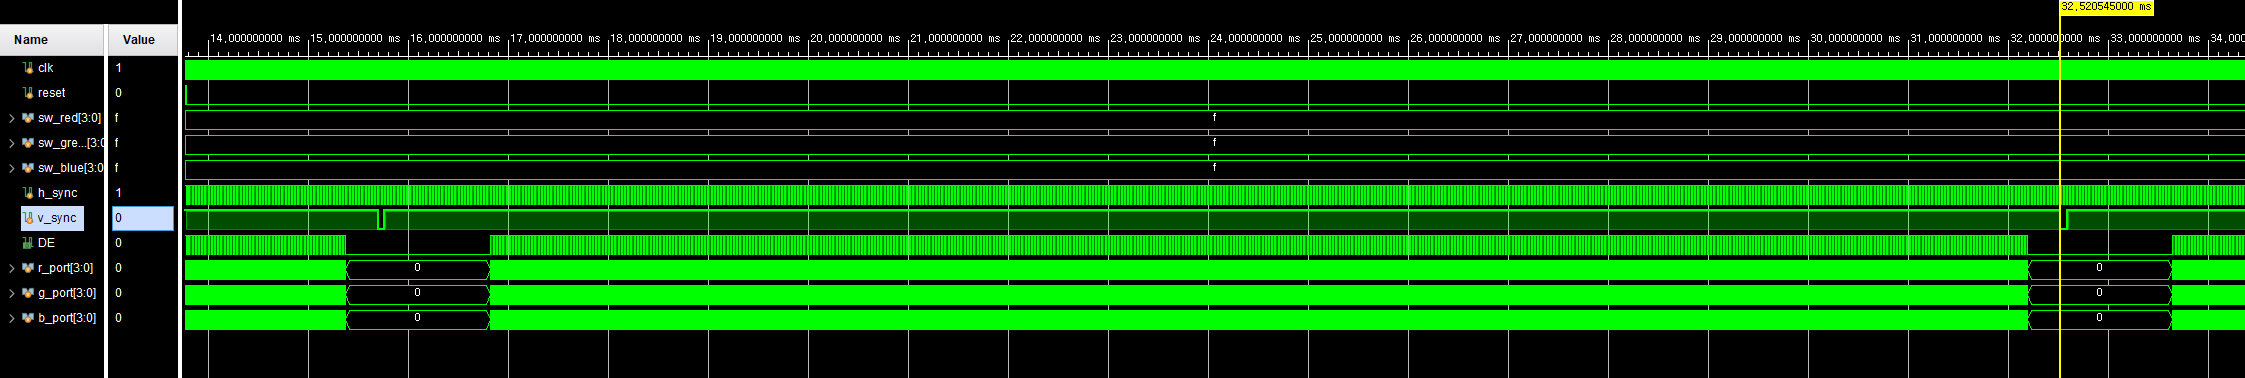 32,520545000 ms
Name Value
14,000000000 ms 15,000000000 ms 16,000000000 ms 17,000000000 ms 18,000000000 ms 19,000000000 ms 20,000000000 ms 21,000000000 ms 22,000000000 ms 23,000000000 ms 24,000000000 ms 25,000000000 ms 26,000000000 ms 27,000000000 ms 28,000000000 ms 29,000000000 ms 30,000000000 ms 31,000000000 ms 32,000000000 ms 33,000000000 ms 34,000
clk 1
reset 0
sw_red[3:0] f f
sw_gre...[3:0 f f
sw_blue[3:0 f f
h_sync 1
v_sync 0
DE 0
r_port[3:0] 0 0 0
g_port[3:0] 0 0 0
b_port[3:0] 0 0 0